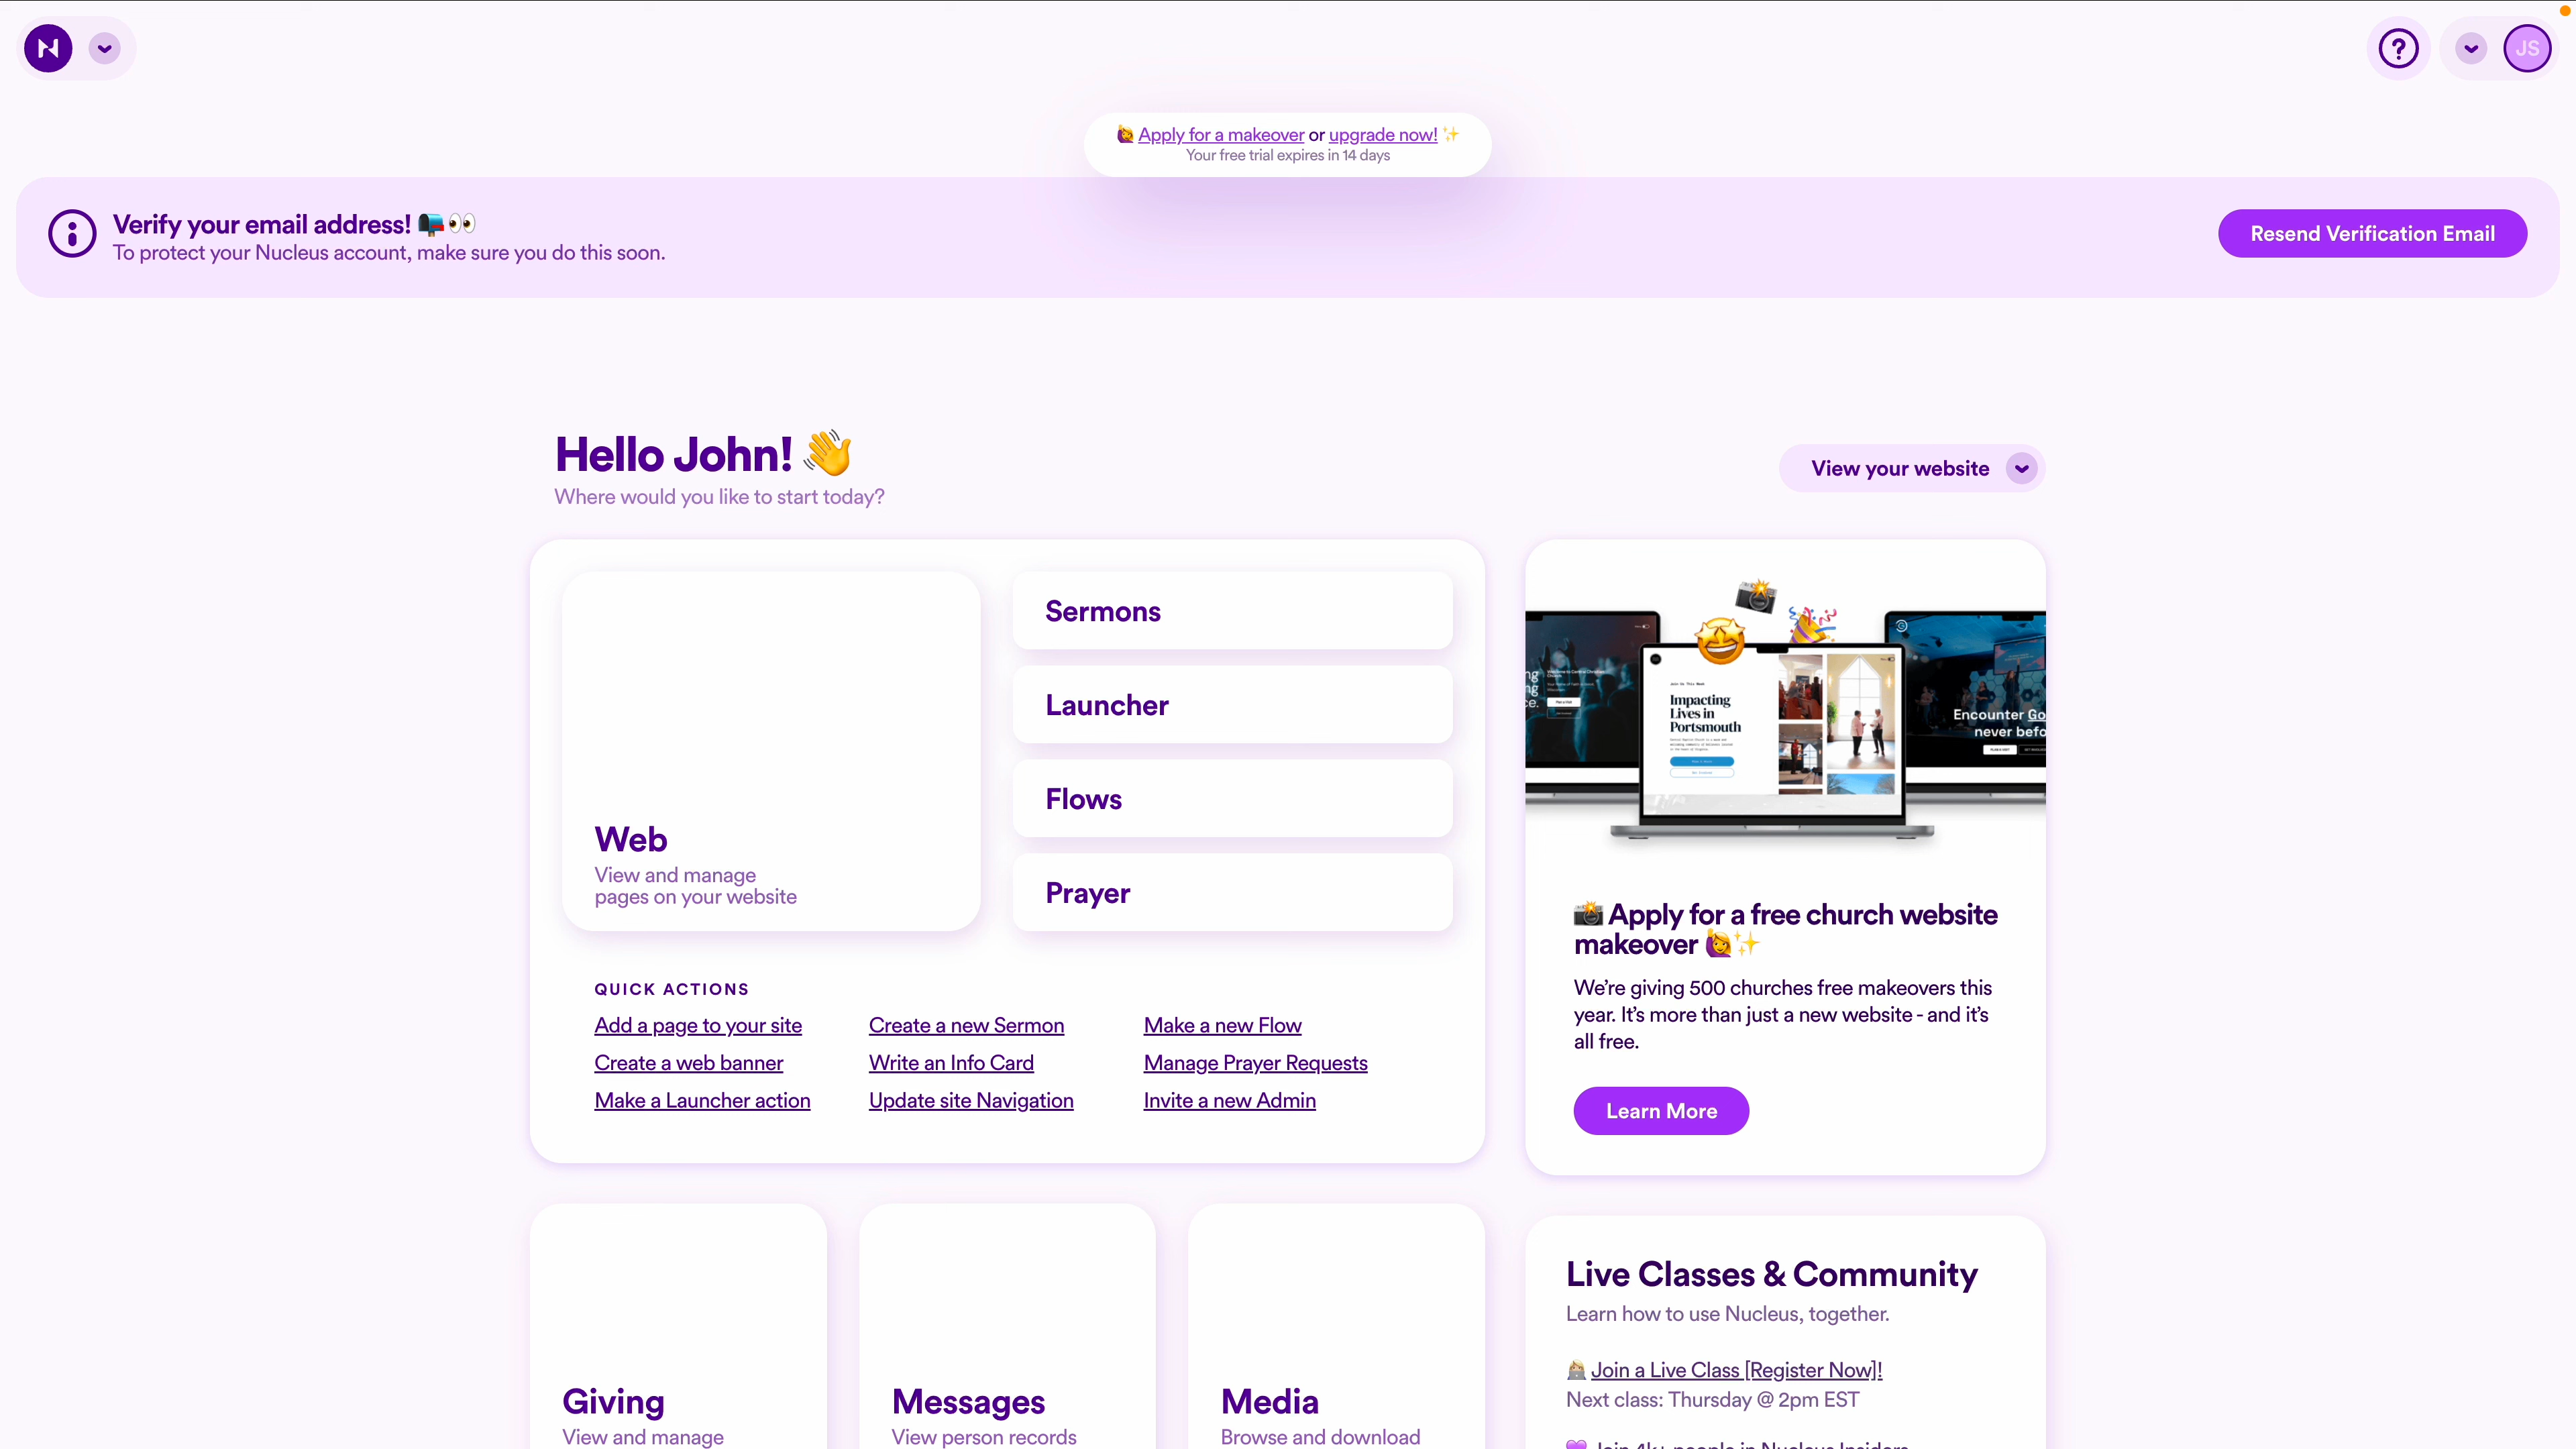 JS
Apply for a makeover or upgrade now!
Your free trial expires in 14 days
Verify your email address!
To protect your Nucleus account, make sure you do this soon.
Resend Verification Email
Hello John!
Where would you like to start today?
View your website
Web
View and manage
pages on your website
Sermons
Launcher
Flows
Prayer
QUICK ACTIONS
Add a page to your site
Create a new Sermon
Make a new Flow
Create a web banner
Write an Info Card
Manage Prayer Requests
Make a Launcher action
Update site Navigation
Invite a new Admin
Impacting
Lives in
Portsmouth
Encounter Go
never befo
Apply for a free church website
makeover
We're giving 500 churches free makeovers this
year. It's more than just a new website - and it's
all free.
Learn More
Giving
View and manage
Messages
View person records
Media
Browse and download
Live Classes & Community
Learn how to use Nucleus, together.
Join a Live Class [Register Now]!
Next class: Thursday @ 2pm EST
Join 4k+ people in Nucleus Insiders